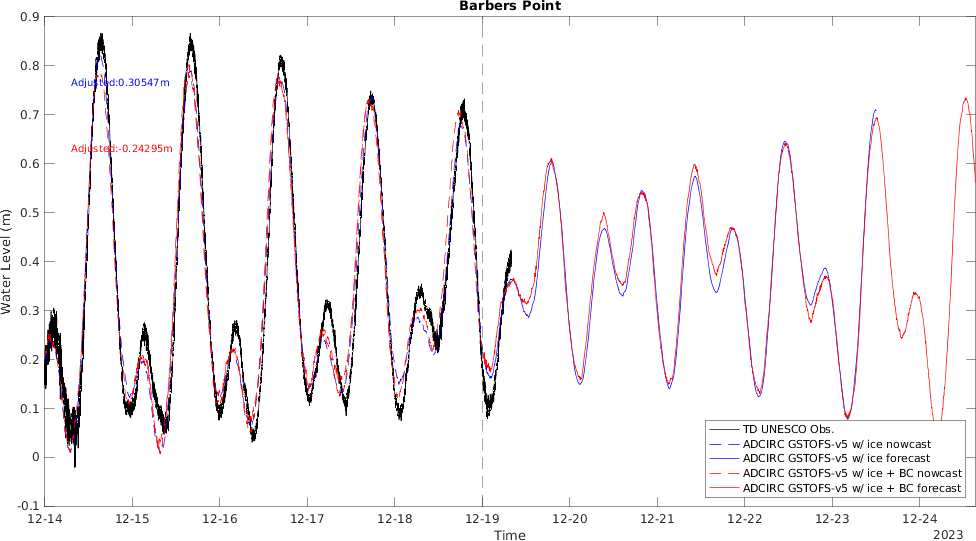 Barbers Point
0.9
0.8
0.7
0.6
0.5
0.4
0.3
0.2
0.1
0
-0.1
Water Level (m)
Adjusted:0.30547m
Adjusted:-0.24295m
TD UNESCO Obs.
ADCIRC GSTOFS-v5 w/ ice nowcast
ADCIRC GSTOFS-v5 w/ ice forecast
ADCIRC GSTOFS-v5 w/ ice + BC nowcast
ADCIRC GSTOFS-v5 w/ ice + BC forecast
12-14 12-15 12-16 12-17 12-18 12-19 12-20 12-21 12-22 12-23 12-24
Time
2023